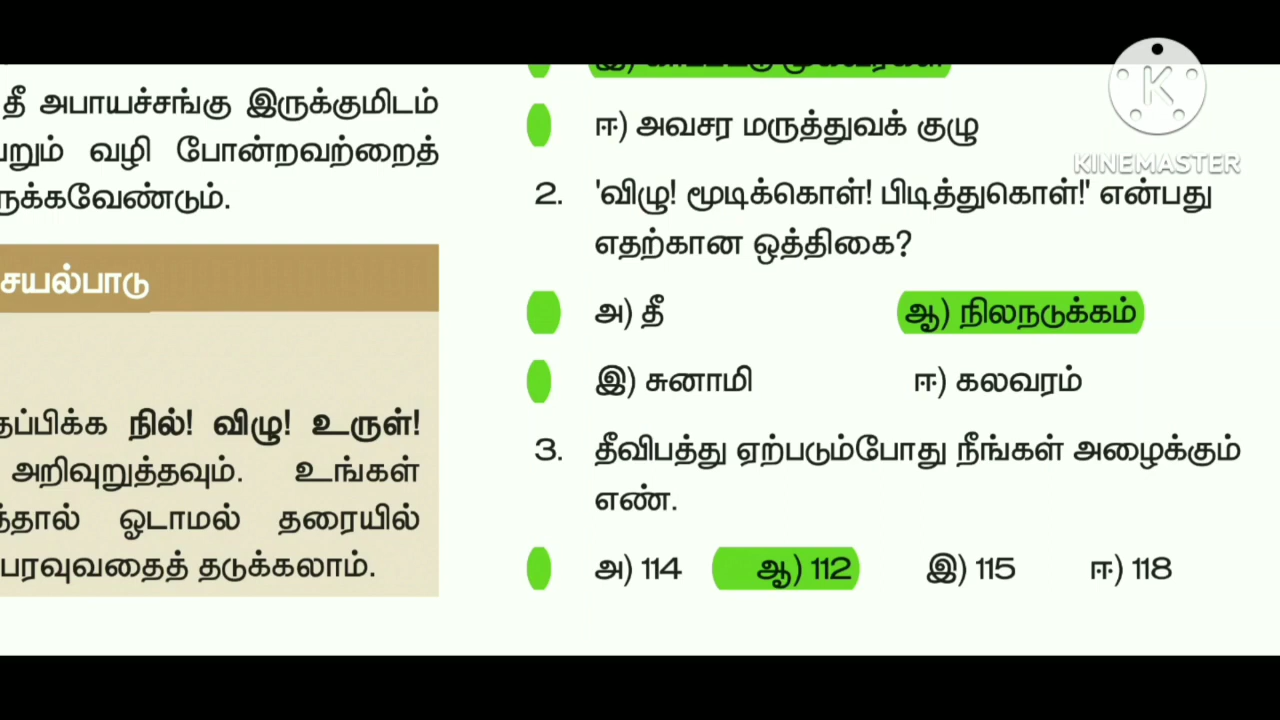 தீ அபாயச்சங்கு இருக்குமிடம்
வழி போன்றவற்றைத்
சயல்பாடு
நில்! விழு! உருள்!
அறிவுறுத்தவும். உங்கள்
ஓடாமல் தரையில்
பரவுவதைத் தடுக்கலாம்.
ஈ) அவசர மருத்துவக் குழு
2. 'விழு! மூடிக்கொள்! பிடித்துகொள்!' என்பது
எதற்கான ஒத்திகை?
அ) தீ ஆ) நிலநடுக்கம்
இ) சுனாமி ஈ) கலவரம்
3. தீவிபத்து ஏற்படும்போது நீங்கள் அழைக்கும்
எண்.
அ) 114 ஆ) 112 இ) 115 ஈ) 118
K
KINEMASTER